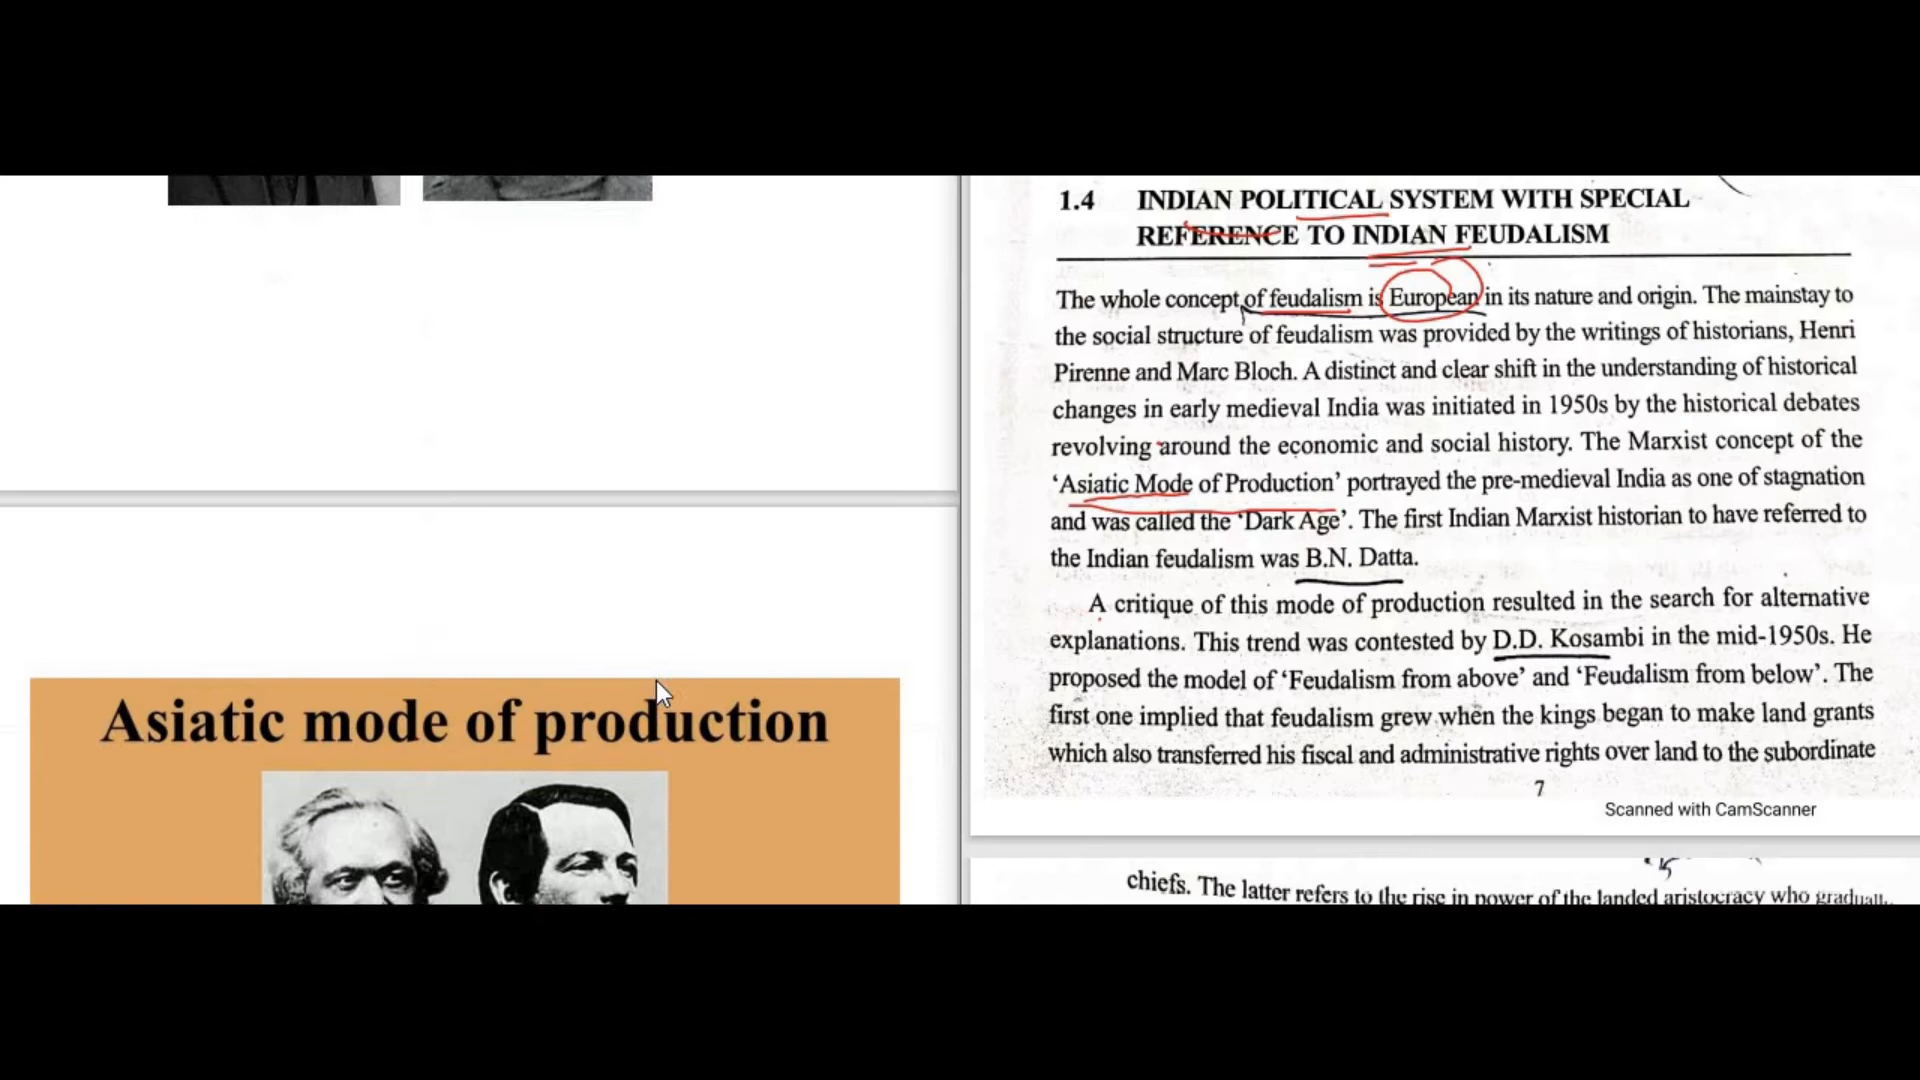 Asiatic mode of production
1.4 INDIAN POLITICAL SYSTEM WITH SPECIAL
REFERENCE TO INDIAN FEUDALISM
The whole concept of feudalism is European in its nature and origin. The mainstay to
the social structure of feudalism was provided by the writings of historians, Henri
Pirenne and Marc Bloch. A distinct and clear shift in the understanding of historical
changes in early medieval India was initiated in 1950s by the historical debates
revolving around the economic and social history. The Marxist concept of the
‘Asiatic Mode of Production’ portrayed the pre-medieval India as one of stagnation
and was called the ‘Dark Age’. The first Indian Marxist historian to have referred to
the Indian feudalism was B.N. Datta.
A critique of this mode of production resulted in the search for alternative
explanations. This trend was contested by D.D. Kosambi in the mid-1950s. He
proposed the model of ‘Feudalism from above’ and ‘Feudalism from below’. The
first one implied that feudalism grew when the kings began to make land grants
which also transferred his fiscal and administrative rights over land to the subordinate
7
Scanned with CamScanner
chiefs. The latter refers to the rise in power of the landed aristocracy who